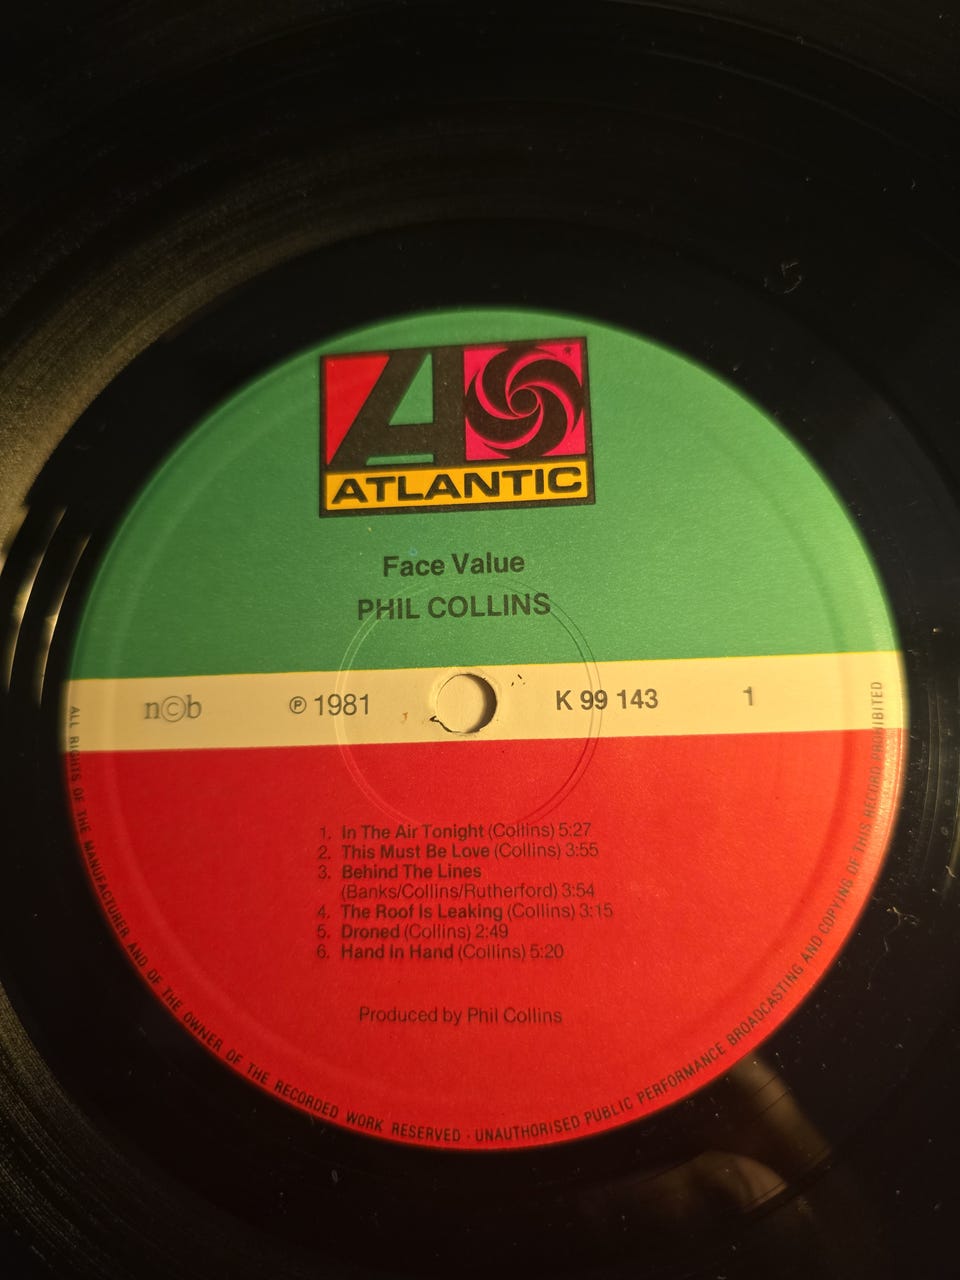 ATLANTIC
Face Value
PHIL COLLINS
n©b ℗ 1981 K 99 143 1
1. In The Air Tonight (Collins) 5:27
2. This Must Be Love (Collins) 3:55
3. Behind The Lines
(Banks/Collins/Rutherford) 3:54
4. The Roof Is Leaking (Collins) 3:15
5. Droned (Collins) 2:49
6. Hand In Hand (Collins) 5:20
Produced by Phil Collins
ALL RIGHTS OF THE MANUFACTURER AND OF THE OWNER OF THE RECORDED WORK RESERVED · UNAUTHORISED PUBLIC PERFORMANCE BROADCASTING AND COPYING OF THIS RECORD PROHIBITED